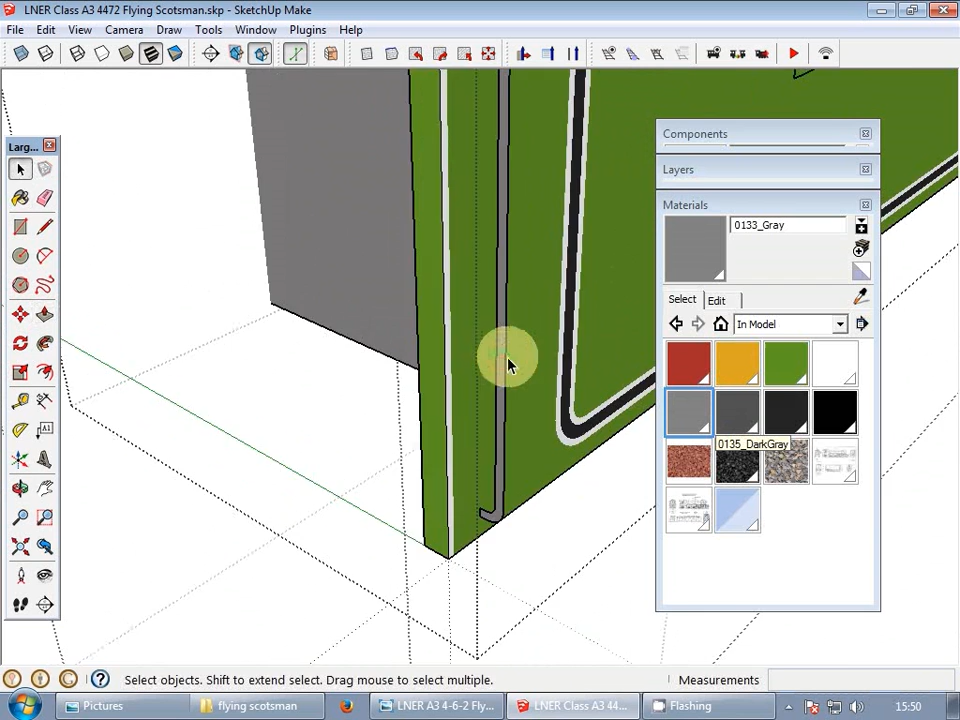 LNER Class A3 4472 Flying Scotsman.skp - SketchUp Make
File Edit View Camera Draw Tools Window Plugins Help
Larg...
Components
Layers
Materials
0133_Gray
Select Edit
In Model
0135_DarkGray
A1
Select objects. Shift to extend select. Drag mouse to select multiple.
Measurements
Pictures
flying scotsman
LNER A3 4-6-2 Fly...
LNER Class A3 44...
Flashing
15:50